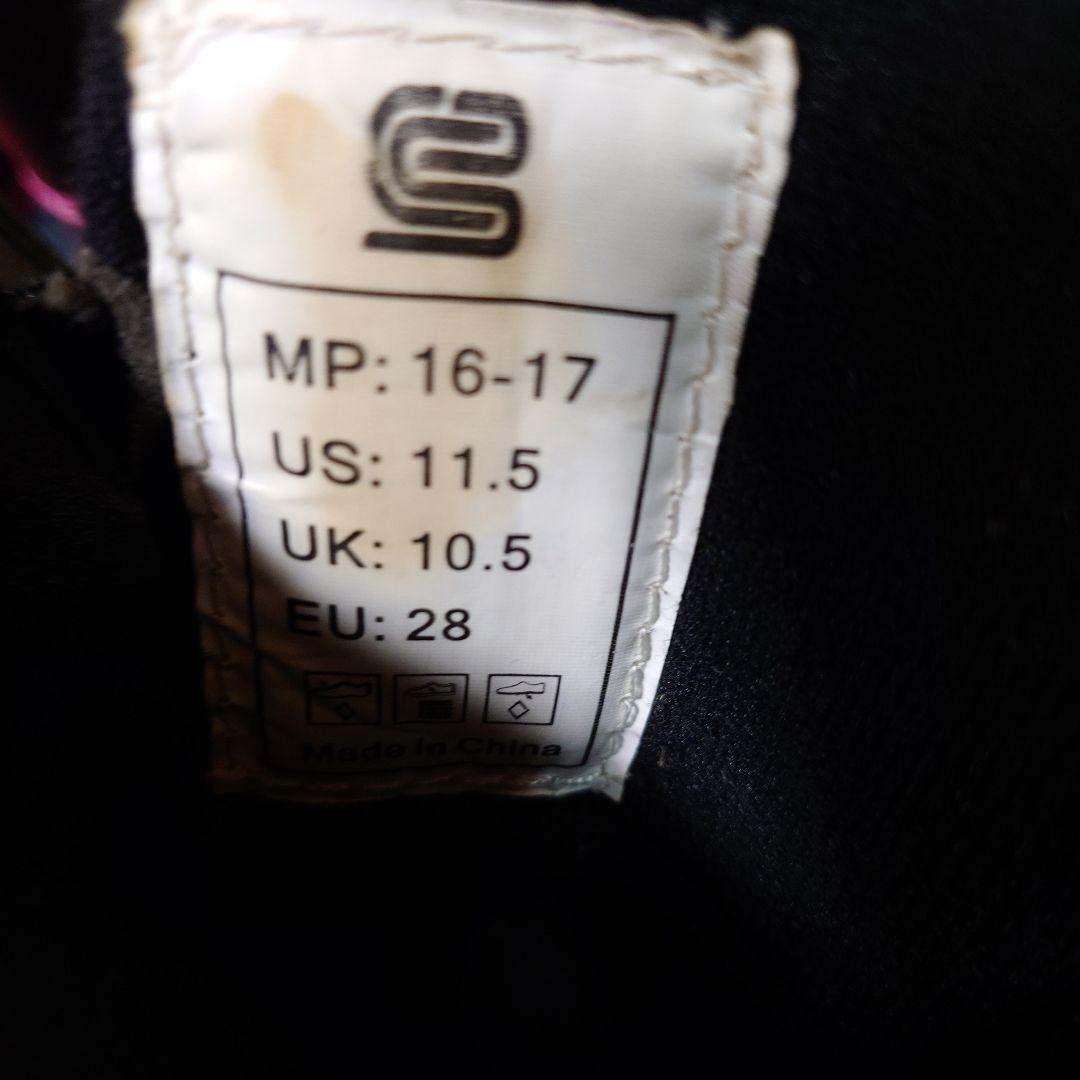 MP: 16-17
US: 11.5
UK: 10.5
EU: 28
Made In China